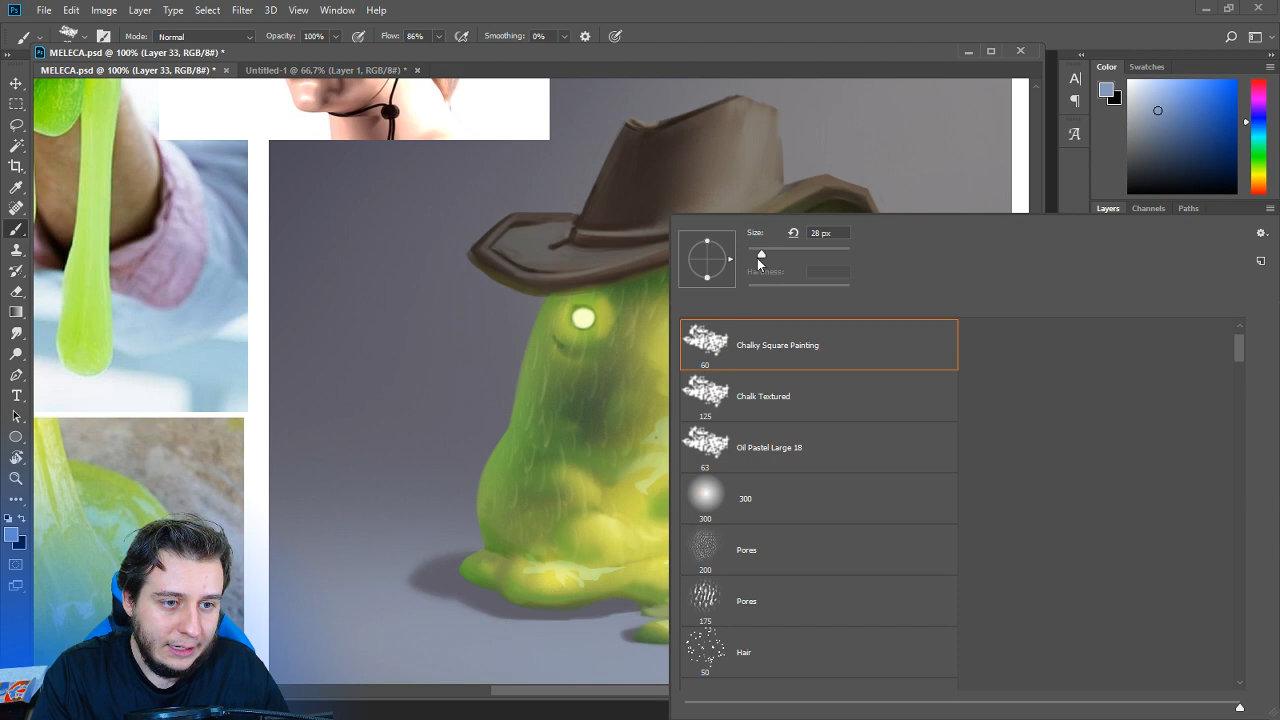 Ps File Edit Image Layer Type Select Filter 3D View Window Help
Mode: Normal Opacity: 100% Flow: 86% Smoothing: 0%
Ps MELECA.psd @ 100% (Layer 33, RGB/8#) *
MELECA.psd @ 100% (Layer 33, RGB/8#) * × Untitled-1 @ 66,7% (Layer 1, RGB/8#) * ×
Color Swatches
Layers Channels Paths
Size: 28 px
Hardness:
Chalky Square Painting
60
Chalk Textured
125
Oil Pastel Large 18
63
300
300
Pores
200
Pores
175
Hair
50